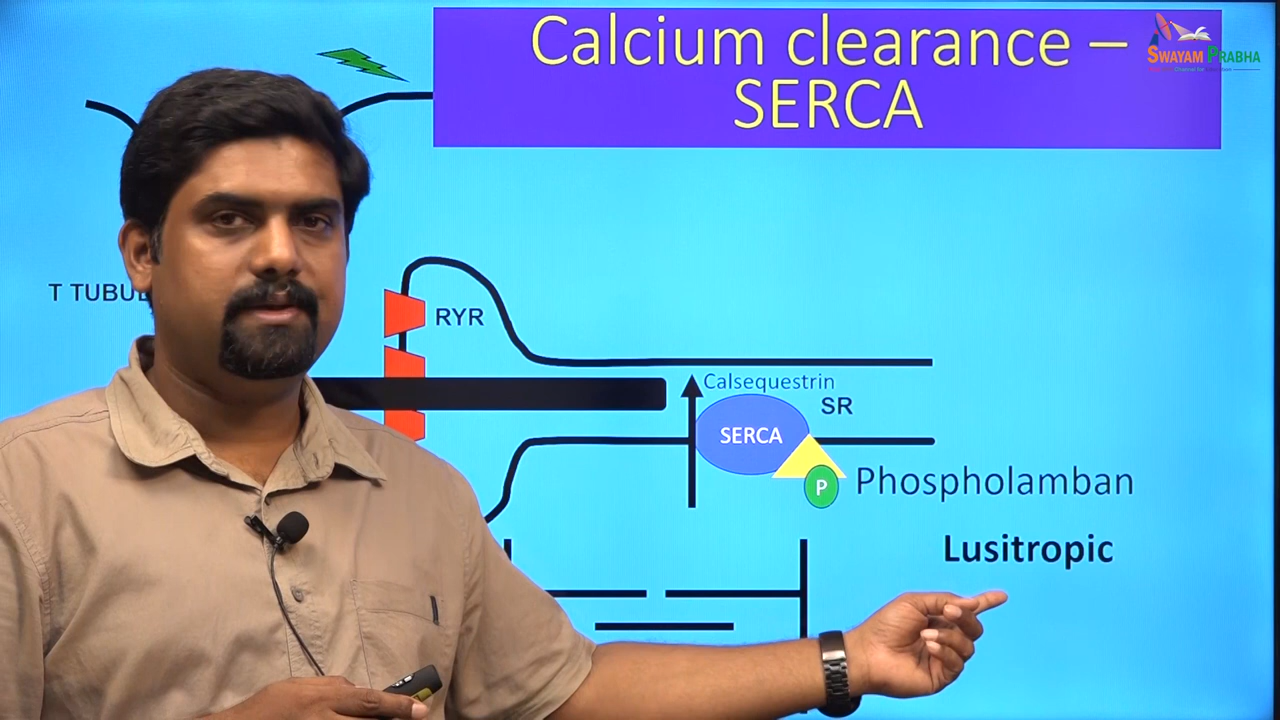 Calcium clearance –
SERCA
SWAYAM PRABHA
T TUBU
RYR
Calsequestrin
SR
SERCA
P
Phospholamban
Lusitropic